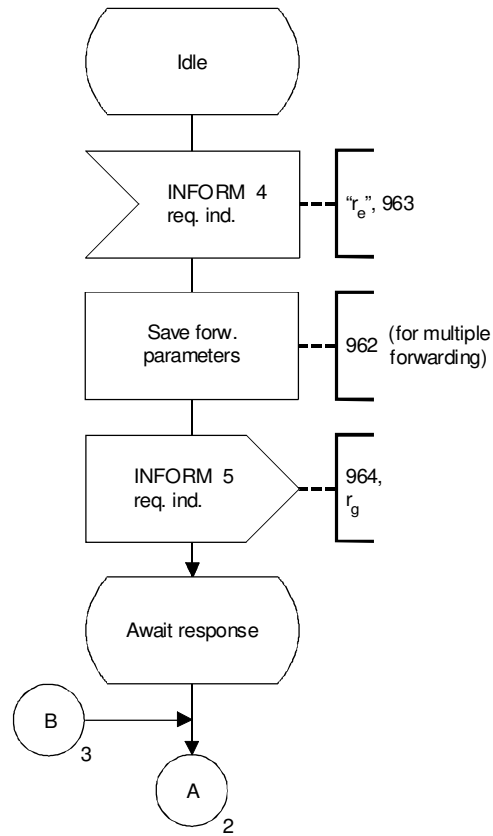 Idle
INFORM 4
req. ind.
“re”, 963
Save forw.
parameters
962 (for multiple
forwarding)
INFORM 5
req. ind.
964,
rg
Await response
B
3
A
2